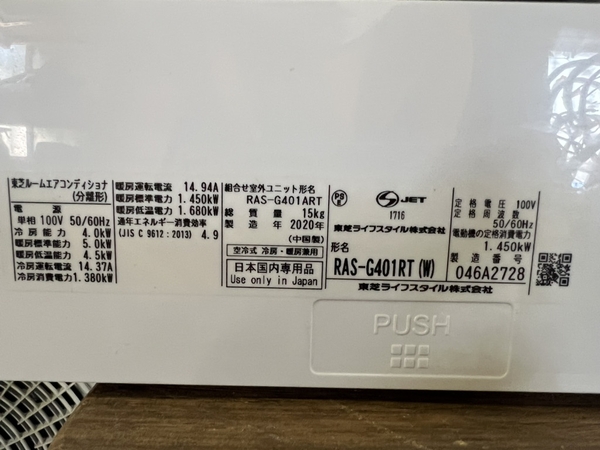 東芝ルームエアコンディショナ
(分離形)
電源
単相 100V 50/60Hz
冷房能力 4.0kW
暖房標準能力 5.0kW
暖房低温能力 4.5kW
冷房運転電流 14.37A
冷房消費電力 1.380kW
暖房運転電流 14.94A
暖房標準電力 1.450kW
暖房低温電力 1.680kW
通年エネルギー消費効率
(JIS C 9612:2013) 4.9
組合せ室外ユニット形名
RAS-G401ART
総質量 15kg
製造年 2020年
(中国製)
空冷式 冷房・暖房兼用
日本国内専用品
Use only in Japan
PS
E
JET
1716
東芝ライフスタイル株式会社
形名
RAS-G401RT(W)
東芝ライフスタイル株式会社
定格電圧 100V
定格周波数
50/60Hz
電動機の定格消費電力
1.450kW
製造番号
046A2728
PUSH